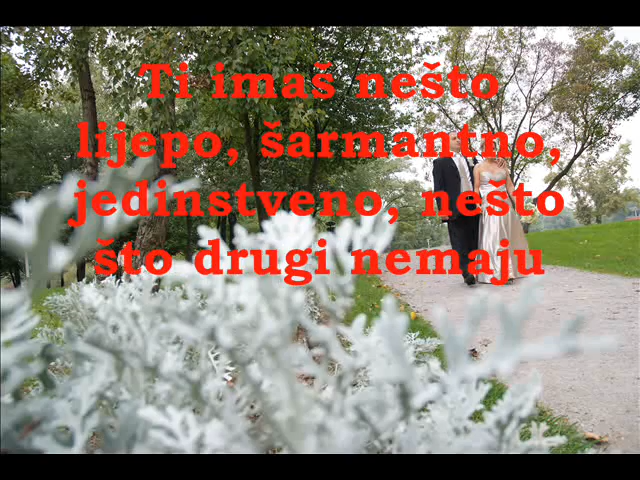 Ti imaš nešto
lijepo, šarmantno,
jedinstveno, nešto
što drugi nemaju